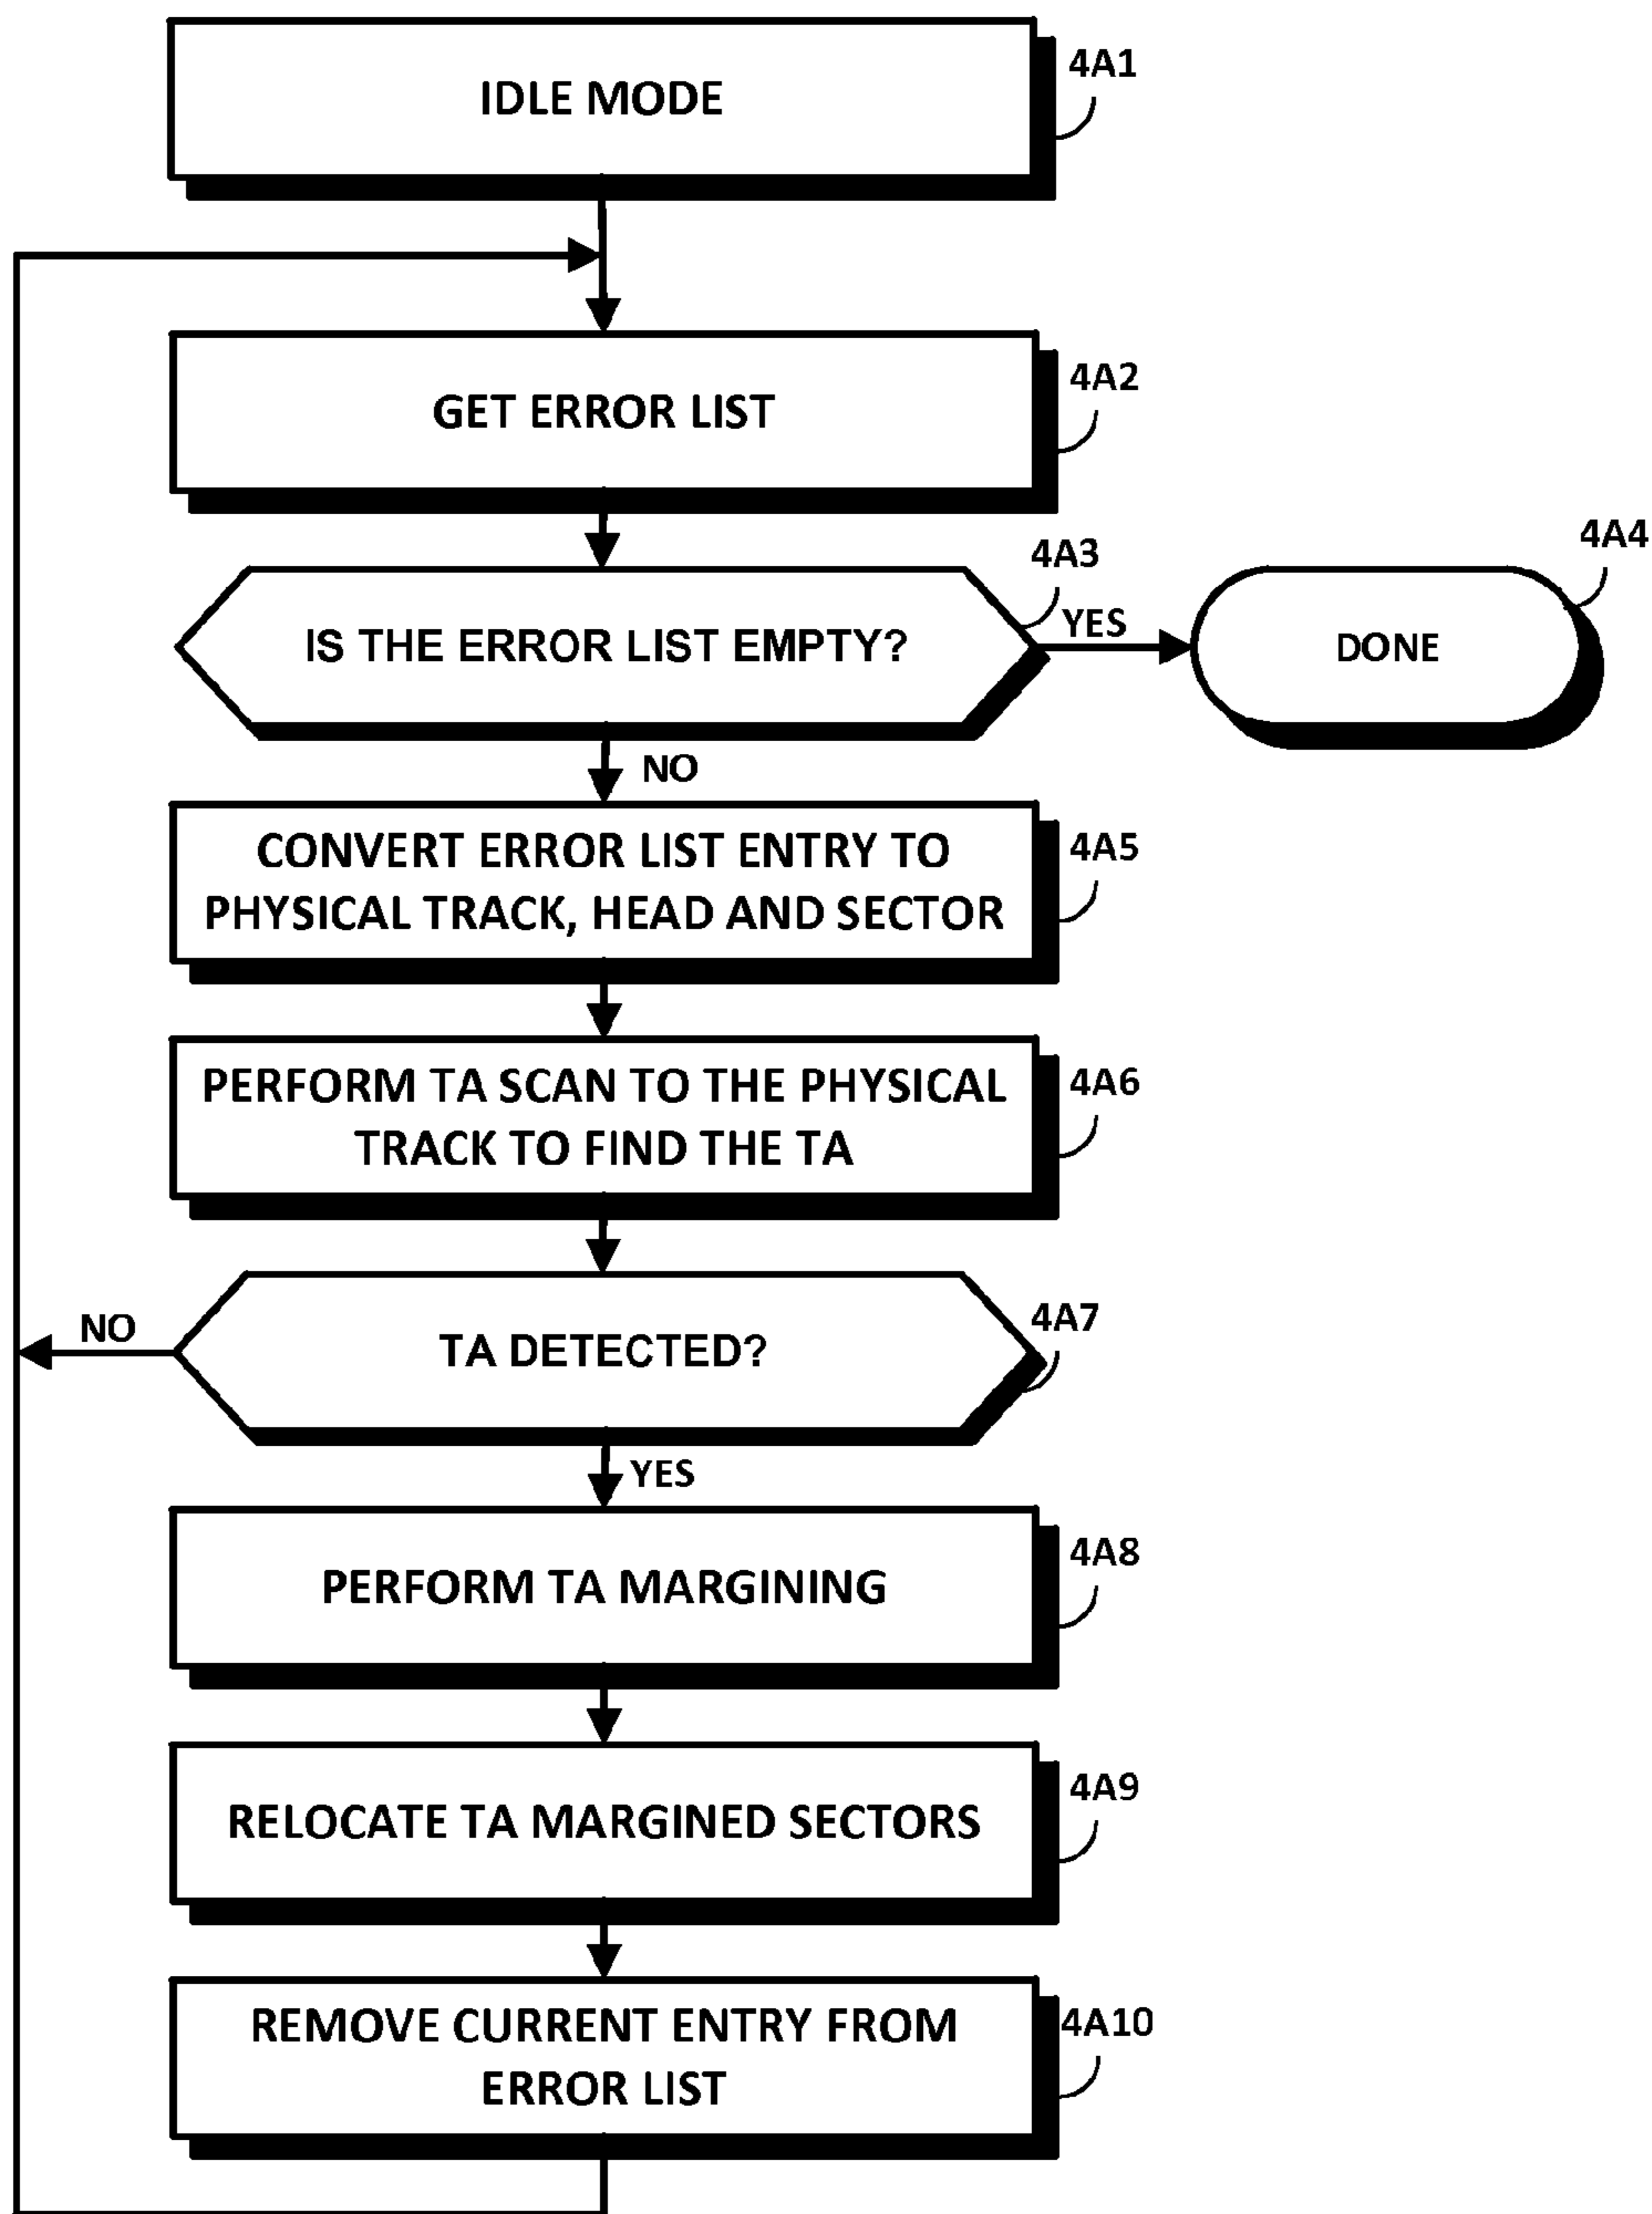 IDLE MODE
4A1
GET ERROR LIST
4A2
IS THE ERROR LIST EMPTY?
4A3
YES
DONE
4A4
NO
CONVERT ERROR LIST ENTRY TO
PHYSICAL TRACK, HEAD AND SECTOR
4A5
PERFORM TA SCAN TO THE PHYSICAL
TRACK TO FIND THE TA
4A6
NO
TA DETECTED?
4A7
YES
PERFORM TA MARGINING
4A8
RELOCATE TA MARGINED SECTORS
4A9
REMOVE CURRENT ENTRY FROM
ERROR LIST
4A10